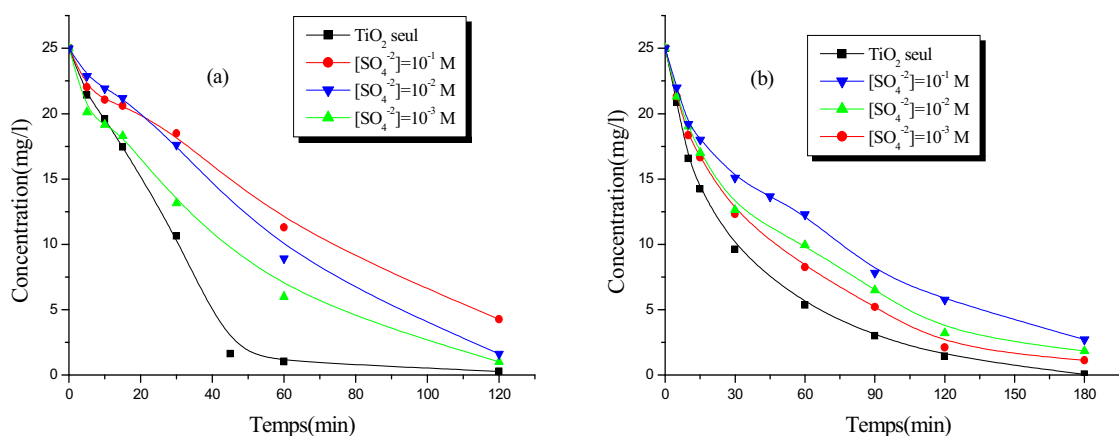 (a)
TiO₂ seul
[SO₄⁻²]=10⁻¹ M
[SO₄⁻²]=10⁻² M
[SO₄⁻²]=10⁻³ M
Concentration(mg/l)
25
20
15
10
5
0
0 20 40 60 80 100 120
Temps(min)
(b)
TiO₂ seul
[SO₄⁻²]=10⁻¹ M
[SO₄⁻²]=10⁻² M
[SO₄⁻²]=10⁻³ M
Concentration(mg/l)
25
20
15
10
5
0
0 30 60 90 120 150 180
Temps(min)